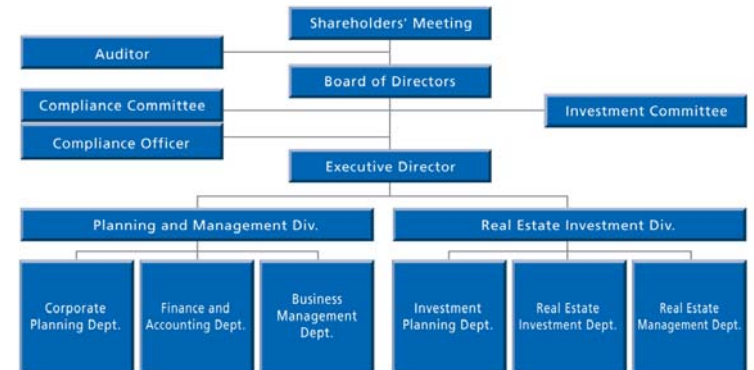 Shareholders' Meeting
Auditor
Board of Directors
Compliance Committee
Investment Committee
Compliance Officer
Executive Director
Planning and Management Div.
Real Estate Investment Div.
Corporate
Planning Dept.
Finance and
Accounting Dept.
Business
Management
Dept.
Investment
Planning Dept.
Real Estate
Investment Dept.
Real Estate
Management Dept.